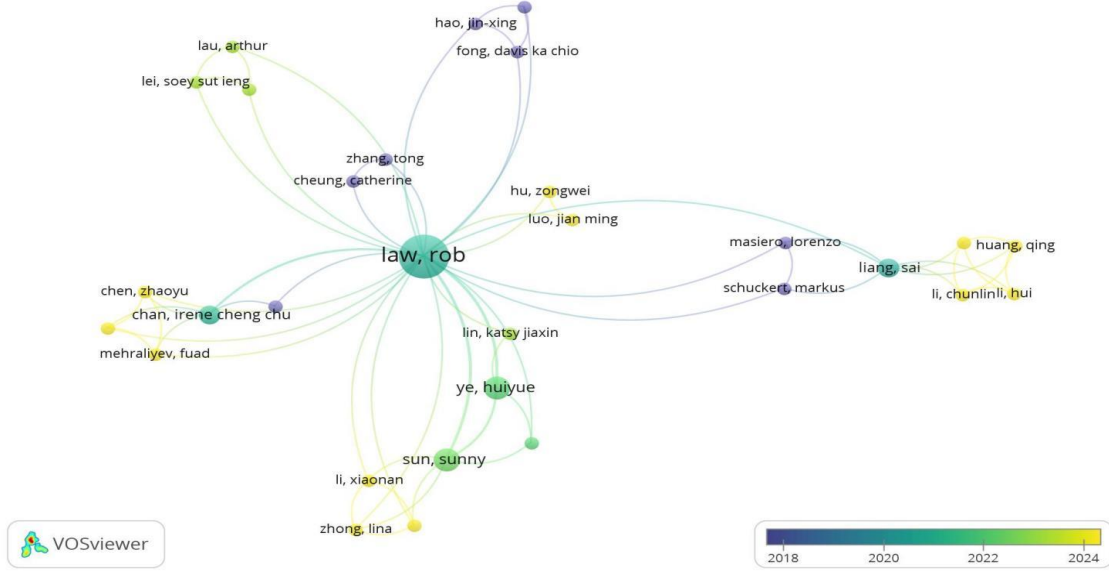 hao, jin-xing
lau, arthur
fong, davis ka chio
lei, soey sut ieng
zhang, tong
cheung, catherine
hu, zongwei
luo, jian ming
law, rob
masiero, lorenzo
huang, qing
liang, sai
schuckert, markus
li, chunlin
li, hui
chen, zhaoyu
chan, irene cheng chu
mehraliyev, fuad
lin, katsy jiaxin
ye, huiyue
sun, sunny
li, xiaonan
zhong, lina
VOSviewer
2018 2020 2022 2024